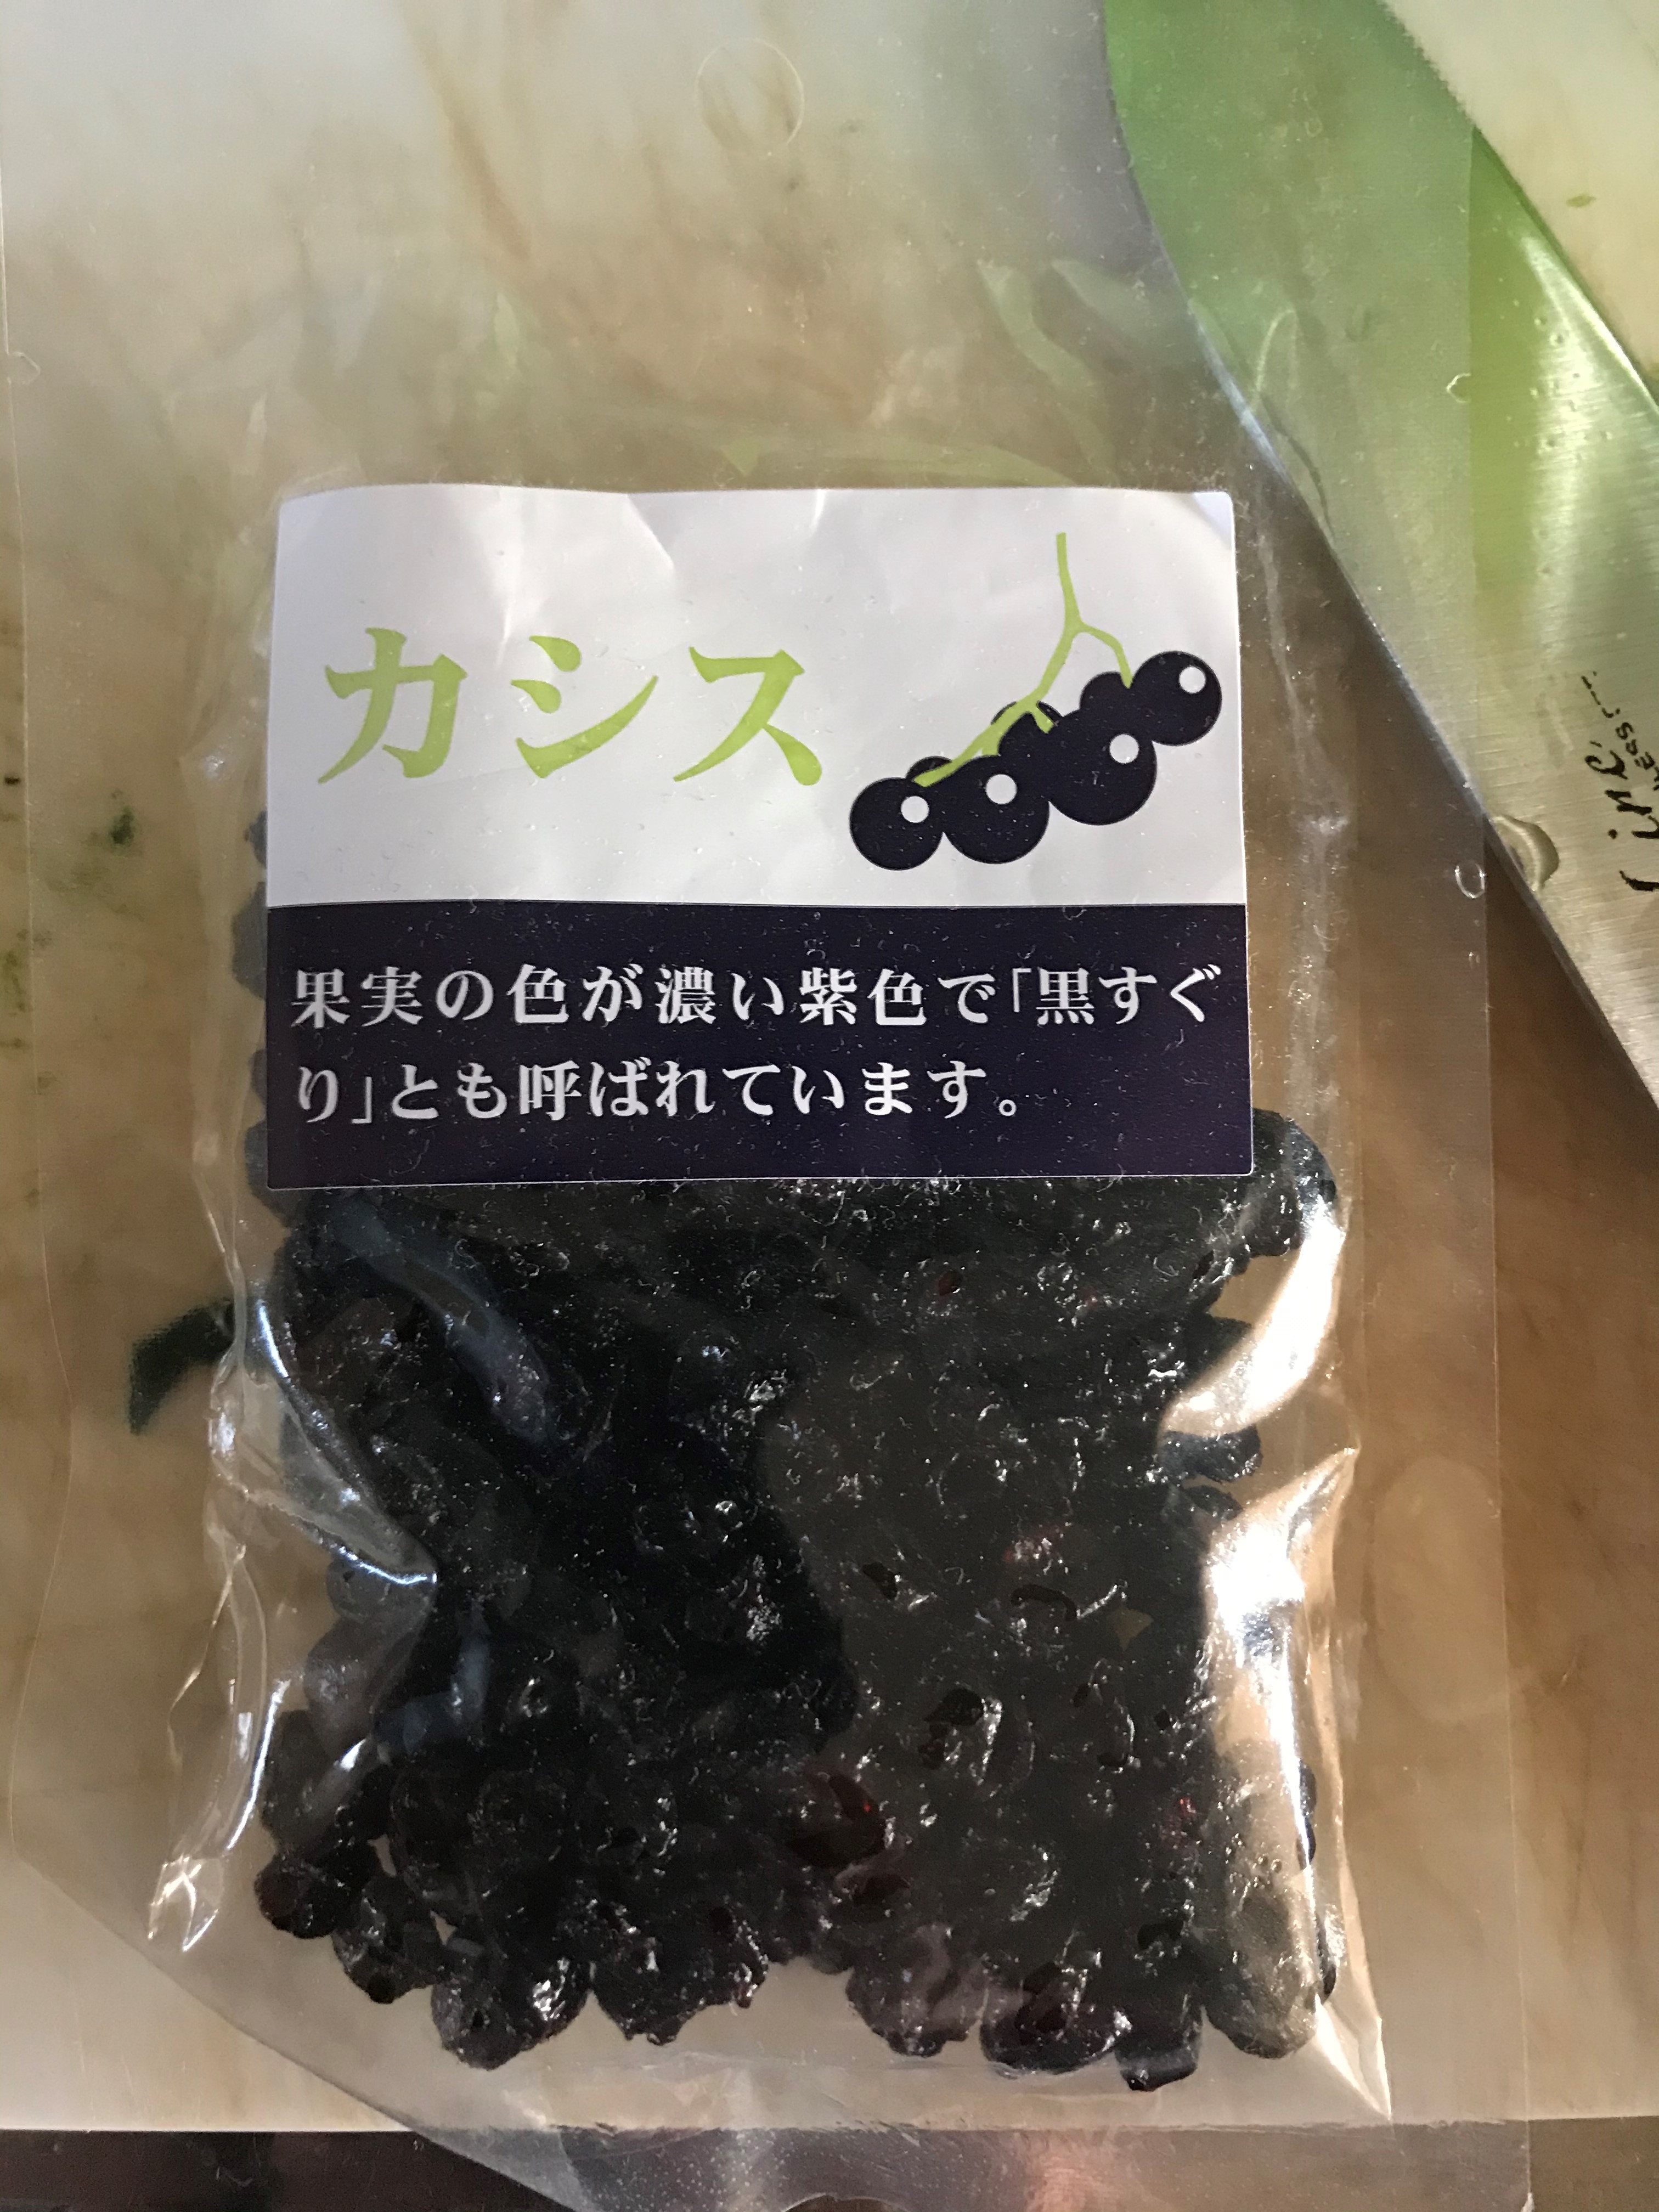 カシス
果実の色が濃い紫色で「黒すぐ
り」とも呼ばれています。